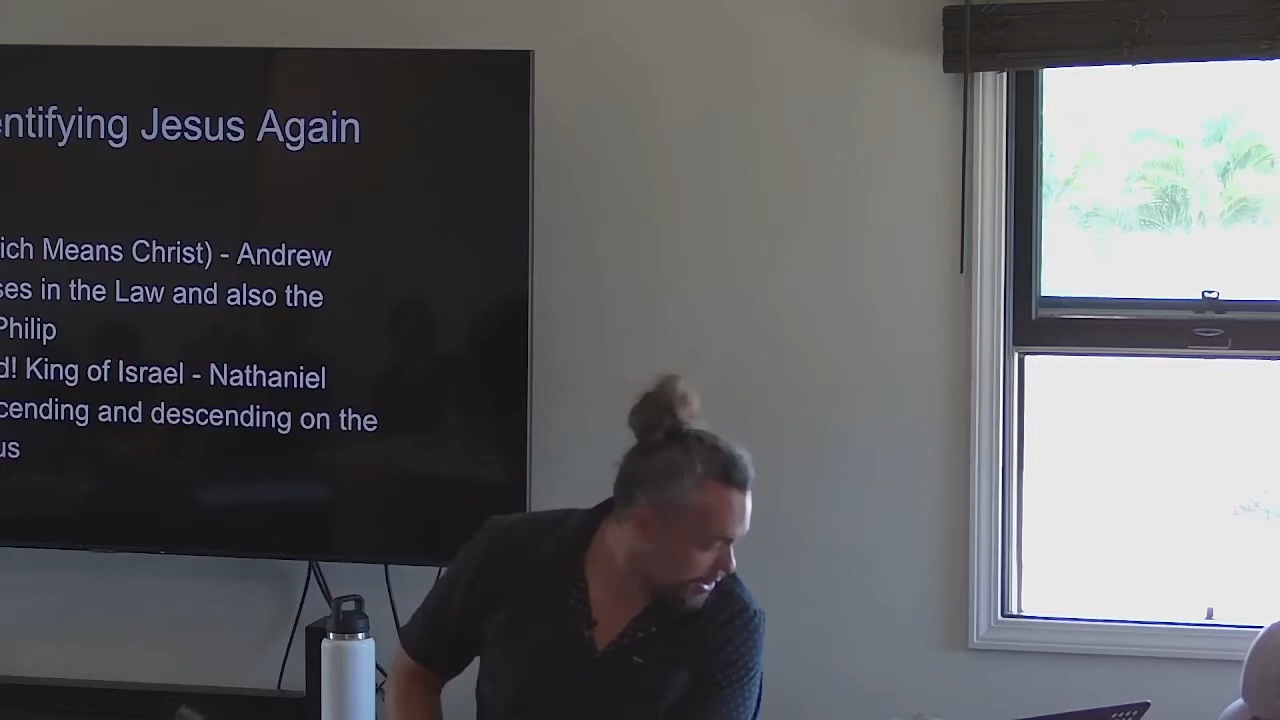 entifying Jesus Again
ich Means Christ) - Andrew
ses in the Law and also the
Philip
d! King of Israel - Nathaniel
cending and descending on the
us